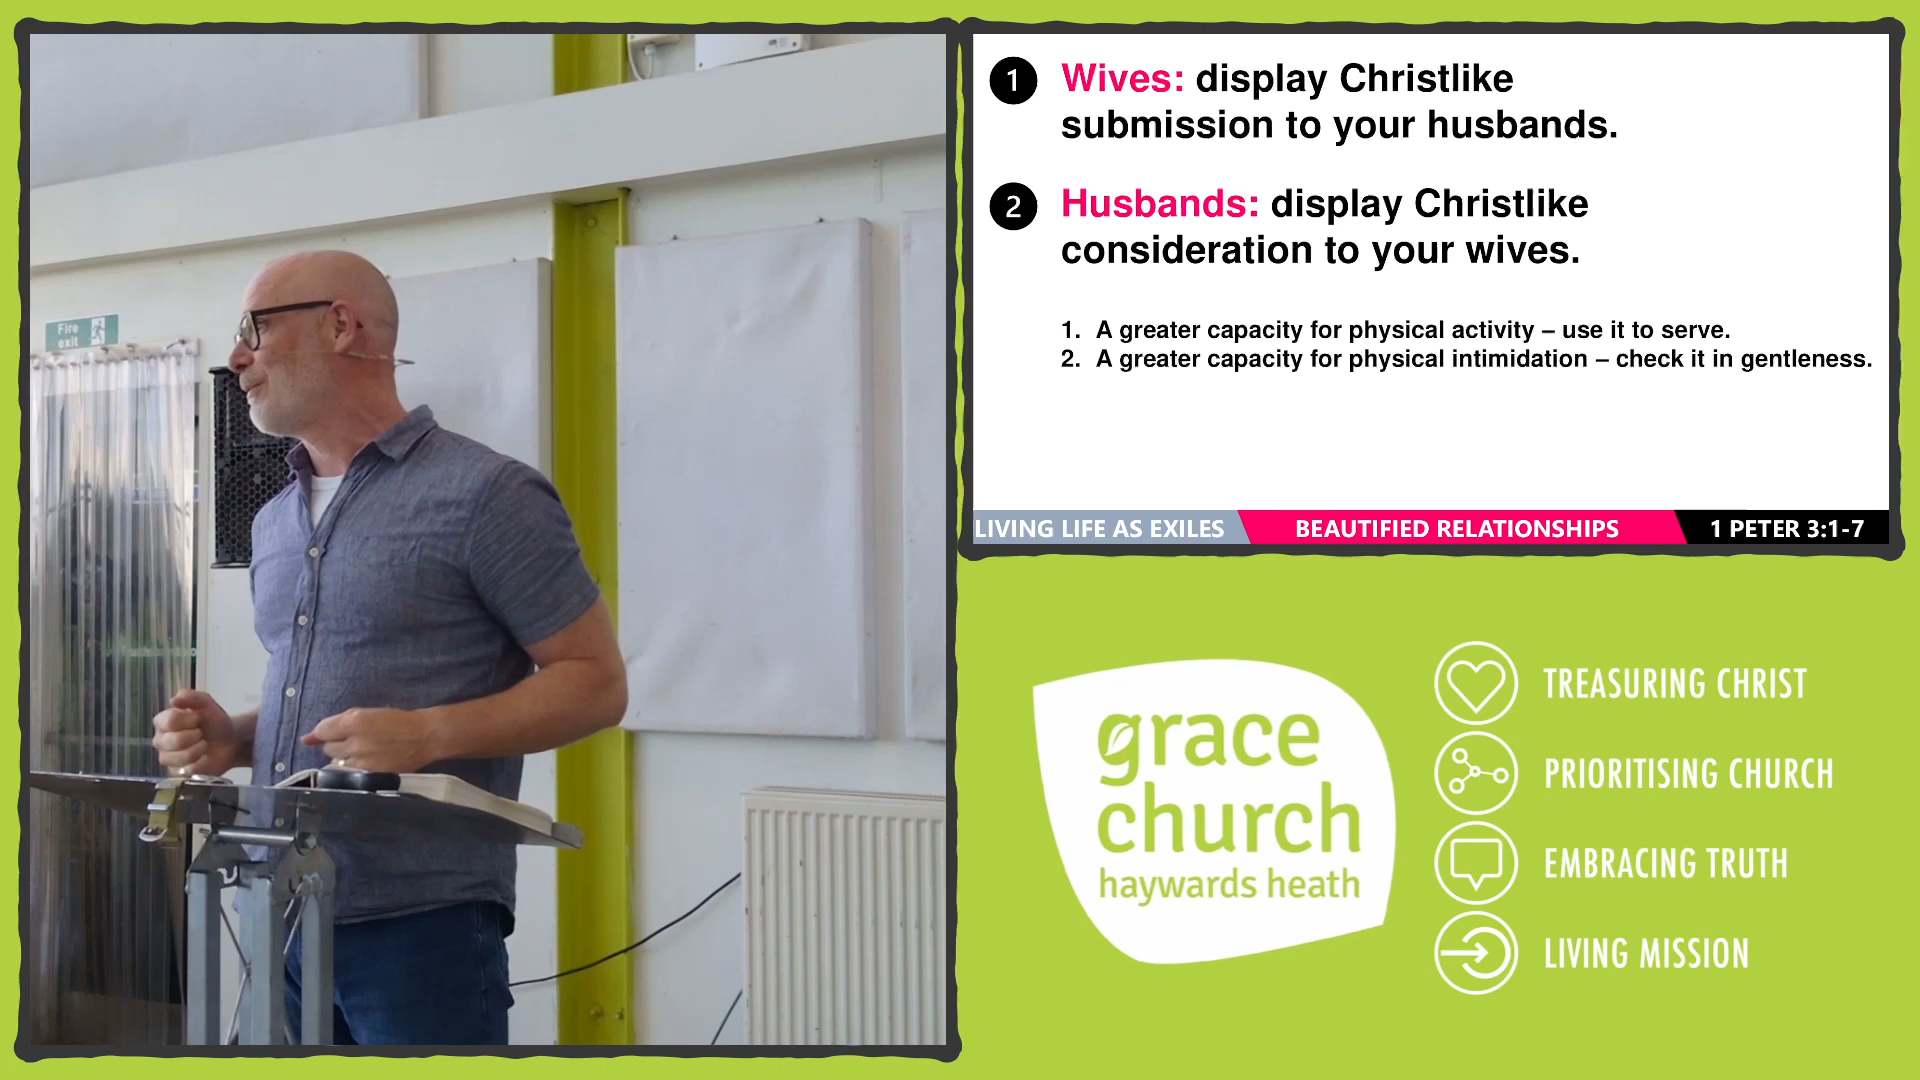 Fire
exit
1 Wives: display Christlike
submission to your husbands.
2 Husbands: display Christlike
consideration to your wives.
1. A greater capacity for physical activity – use it to serve.
2. A greater capacity for physical intimidation – check it in gentleness.
LIVING LIFE AS EXILES BEAUTIFIED RELATIONSHIPS 1 PETER 3:1-7
grace
church
haywards heath
TREASURING CHRIST
PRIORITISING CHURCH
EMBRACING TRUTH
LIVING MISSION